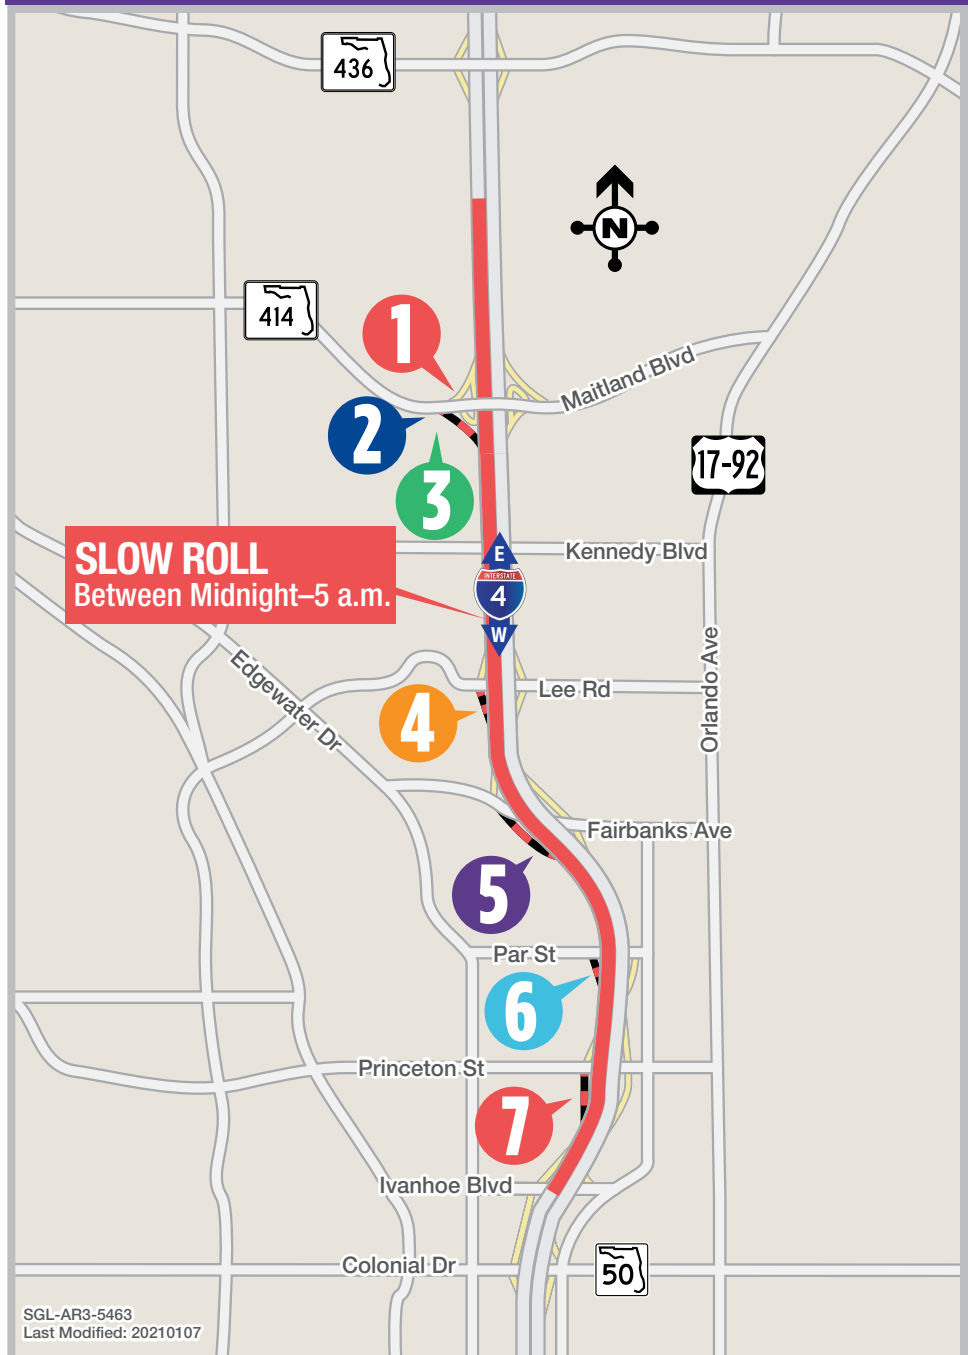 436
N
414
1
Maitland Blvd
2
17-92
3
SLOW ROLL
Between Midnight–5 a.m.
E
Kennedy Blvd
INTERSTATE
4
W
Edgewater Dr
Lee Rd
Orlando Ave
4
Fairbanks Ave
5
Par St
6
Princeton St
7
Ivanhoe Blvd
Colonial Dr
50
SGL-AR3-5463
Last Modified: 20210107